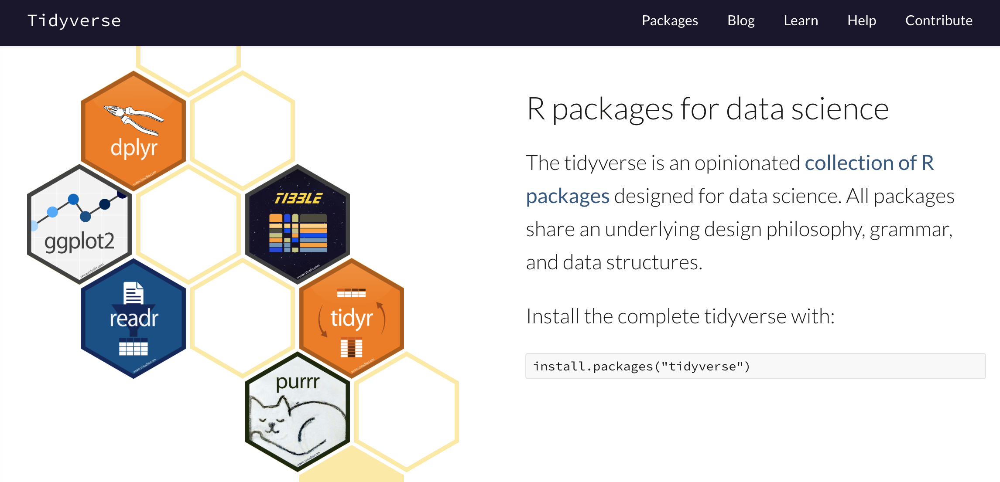 Tidyverse
Packages Blog Learn Help Contribute
dplyr
www.rstudio.com
ggplot2
www.rstudio.com
TIBBLE
www.rstudio.com
readr
www.rstudio.com
tidyr
www.rstudio.com
purrr
www.rstudio.com
R packages for data science
The tidyverse is an opinionated collection of R
packages designed for data science. All packages
share an underlying design philosophy, grammar,
and data structures.
Install the complete tidyverse with:
install.packages("tidyverse")